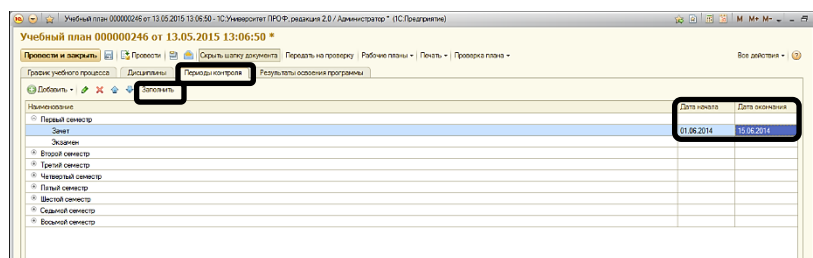 Учебный план 000000246 от 13.05.2015 13:06:50 - 1С:Университет ПРОФ, редакция 2.0 / Администратор * (1С:Предприятие) M M+ M-
Учебный план 000000246 от 13.05.2015 13:06:50 *
Провести и закрыть Провести Скрыть шапку документа Передать на проверку Рабочие планы Печать Проверка плана Все действия
График учебного процесса Дисциплины Периоды контроля Результаты освоения программы
Добавить Заполнить
Наименование Дата начала Дата окончания
Первый семестр
Зачет 01.06.2014 15.06.2014
Экзамен
Второй семестр
Третий семестр
Четвертый семестр
Пятый семестр
Шестой семестр
Седьмой семестр
Восьмой семестр